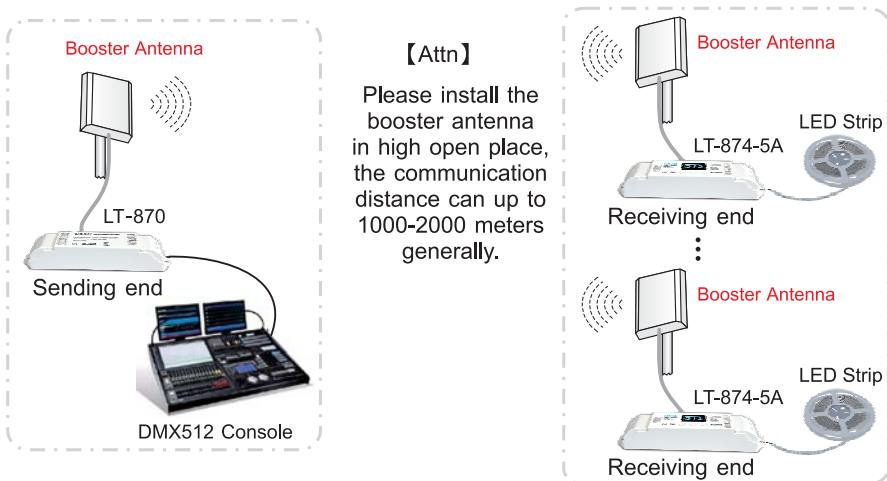 Booster Antenna
LT-870
Sending end
DMX512 Console
【Attn】
Please install the
booster antenna
in high open place,
the communication
distance can up to
1000-2000 meters
generally.
Booster Antenna
LED Strip
LT-874-5A
Receiving end
Booster Antenna
LED Strip
LT-874-5A
Receiving end